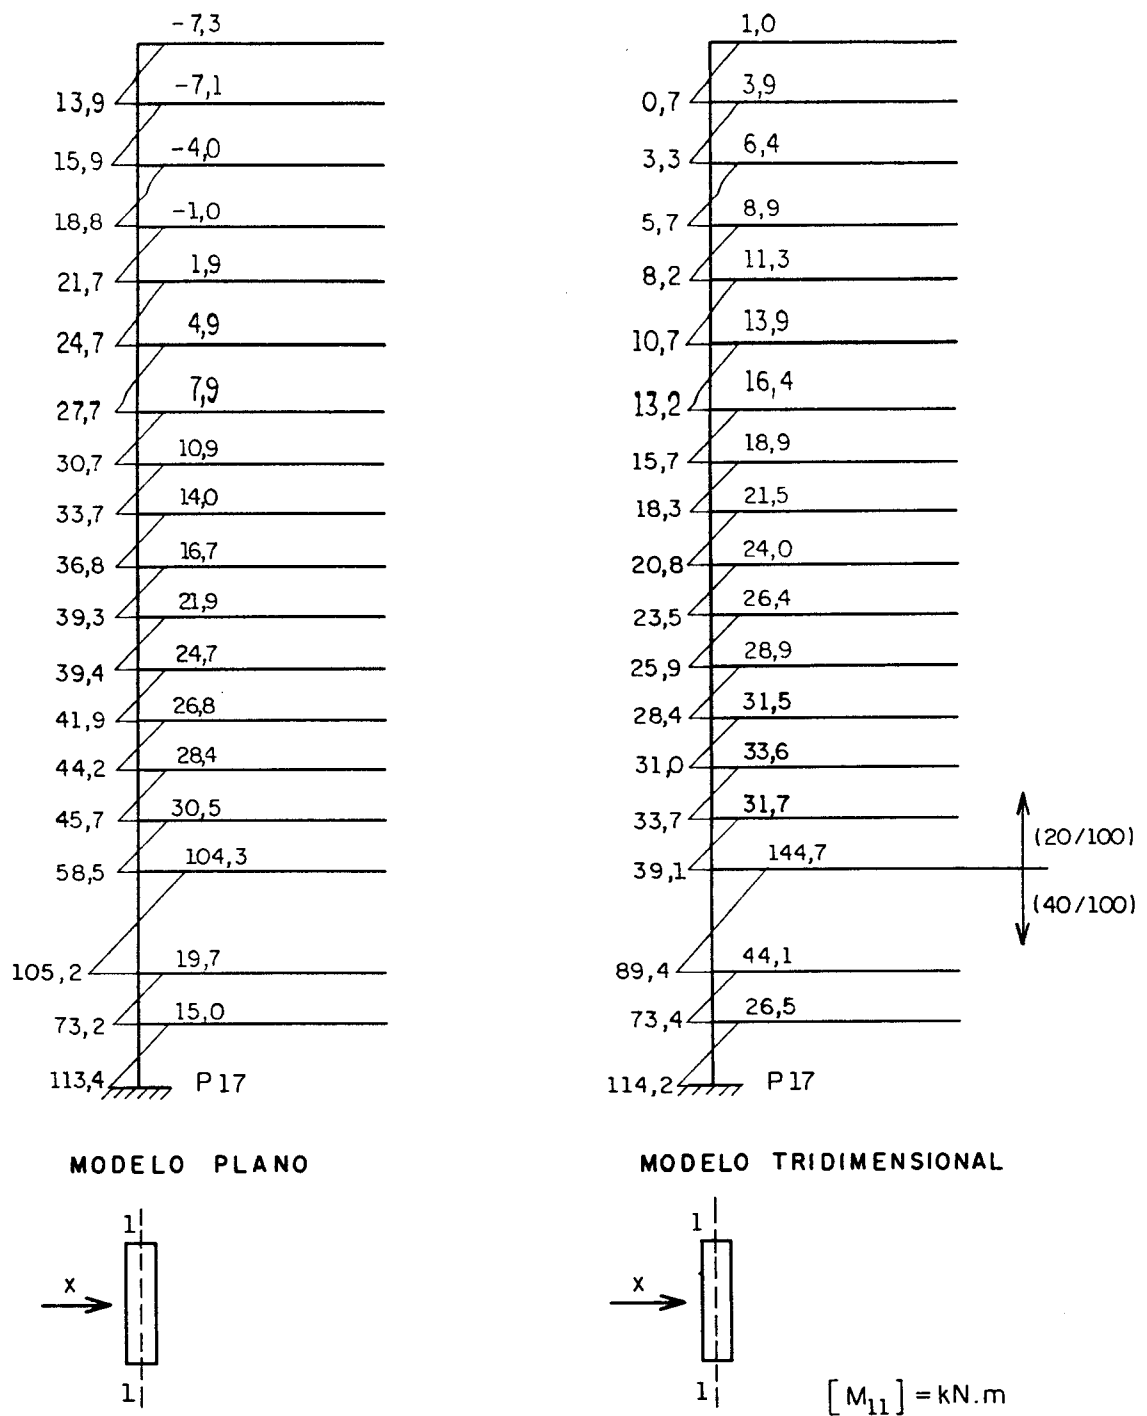 -7,3 1,0
13,9 -7,1 0,7 3,9
15,9 -4,0 3,3 6,4
18,8 -1,0 5,7 8,9
21,7 1,9 8,2 11,3
24,7 4,9 10,7 13,9
27,7 7,9 13,2 16,4
30,7 10,9 15,7 18,9
33,7 14,0 18,3 21,5
36,8 16,7 20,8 24,0
39,3 21,9 23,5 26,4
39,4 24,7 25,9 28,9
41,9 26,8 28,4 31,5
44,2 28,4 31,0 33,6
45,7 30,5 33,7 31,7
(20/100)
58,5 104,3 39,1 144,7
(40/100)
105,2 19,7 89,4 44,1
73,2 15,0 73,4 26,5
113,4 P17 114,2 P17
MODELO PLANO MODELO TRIDIMENSIONAL
1 1
X X
1 1
[M11] = kN.m